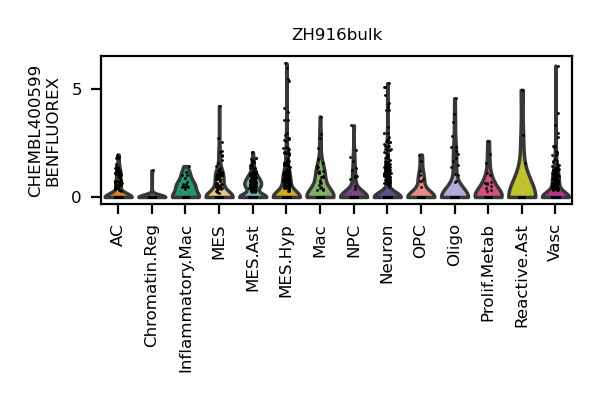 ZH916bulk
CHEMBL400599
BENFLUOREX
5
0
AC
Chromatin.Reg
Inflammatory.Mac
MES
MES.Ast
MES.Hyp
Mac
NPC
Neuron
OPC
Oligo
Prolif.Metab
Reactive.Ast
Vasc